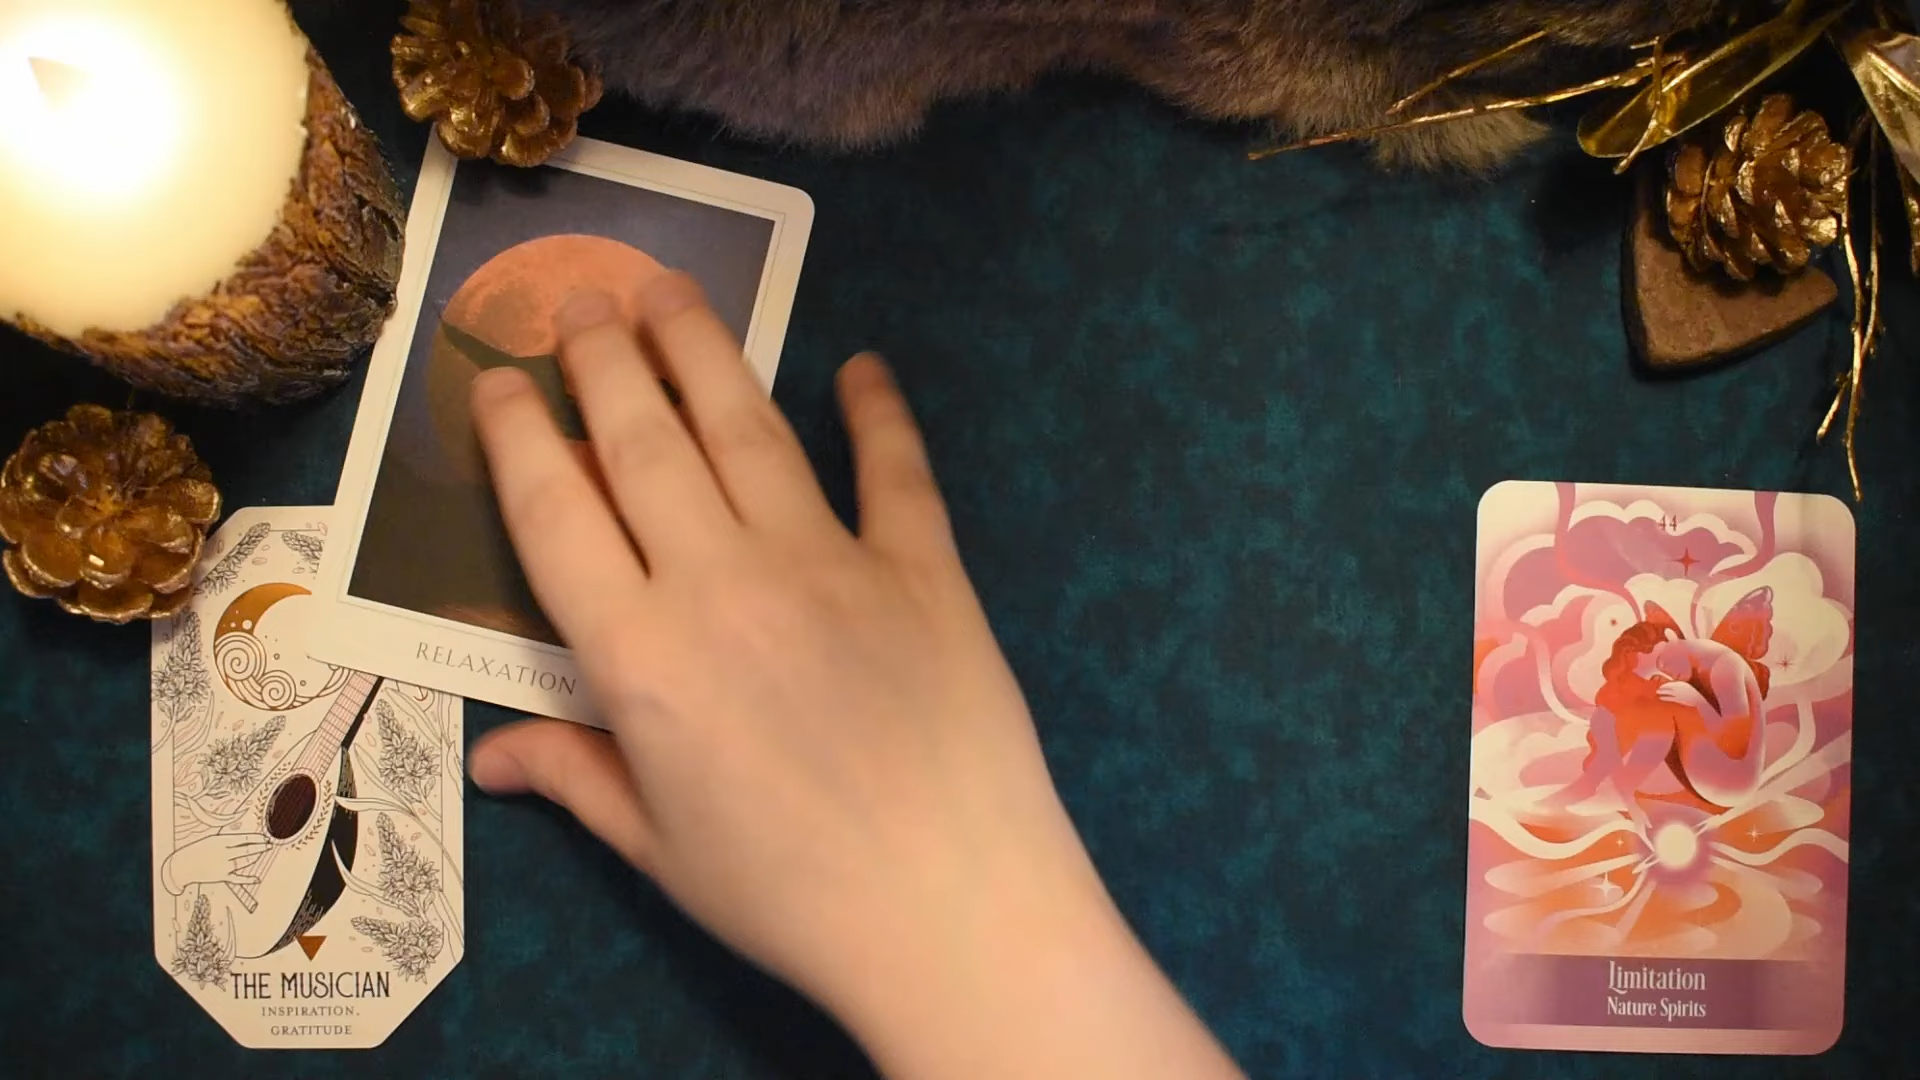 RELAXATION
THE MUSICIAN
INSPIRATION.
GRATITUDE
44
Limitation
Nature Spirits